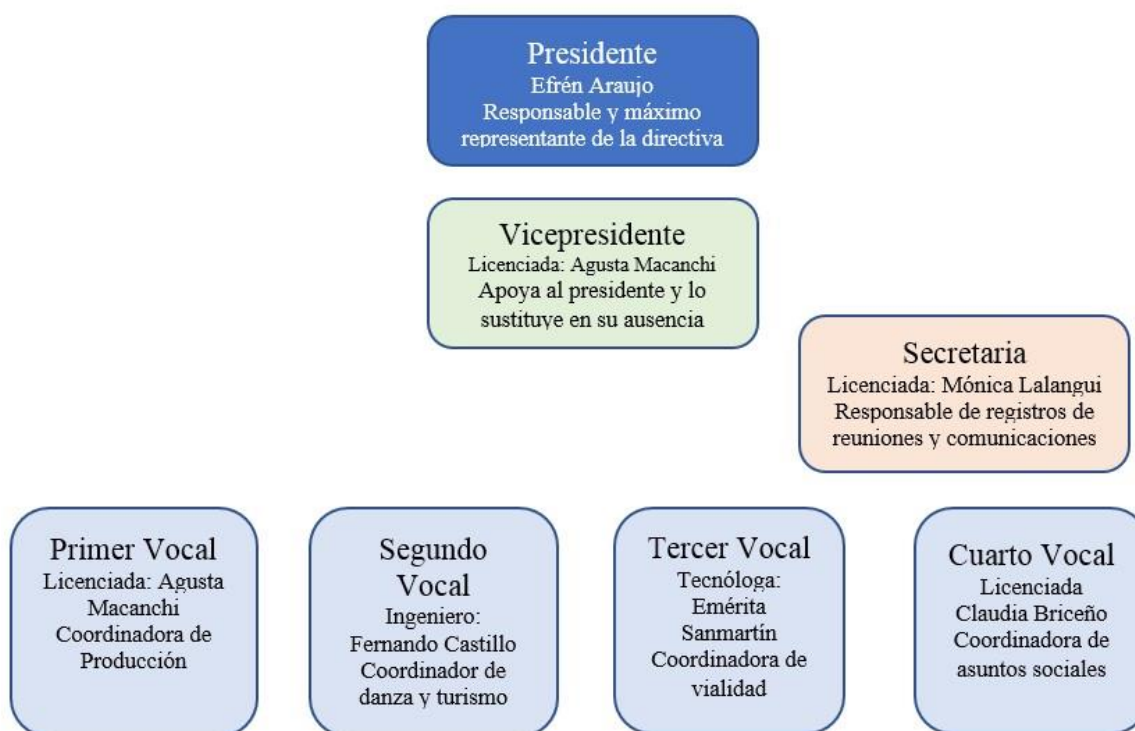 Presidente
Efrén Araujo
Responsable y máximo
representante de la directiva
Vicepresidente
Licenciada: Agusta Macanchi
Apoya al presidente y lo
sustituye en su ausencia
Secretaria
Licenciada: Mónica Lalangui
Responsable de registros de
reuniones y comunicaciones
Primer Vocal
Licenciada: Agusta
Macanchi
Coordinadora de
Producción
Segundo
Vocal
Ingeniero:
Fernando Castillo
Coordinador de
danza y turismo
Tercer Vocal
Tecnóloga:
Emérita
Sanmartín
Coordinadora de
vialidad
Cuarto Vocal
Licenciada
Claudia Briceño
Coordinadora de
asuntos sociales